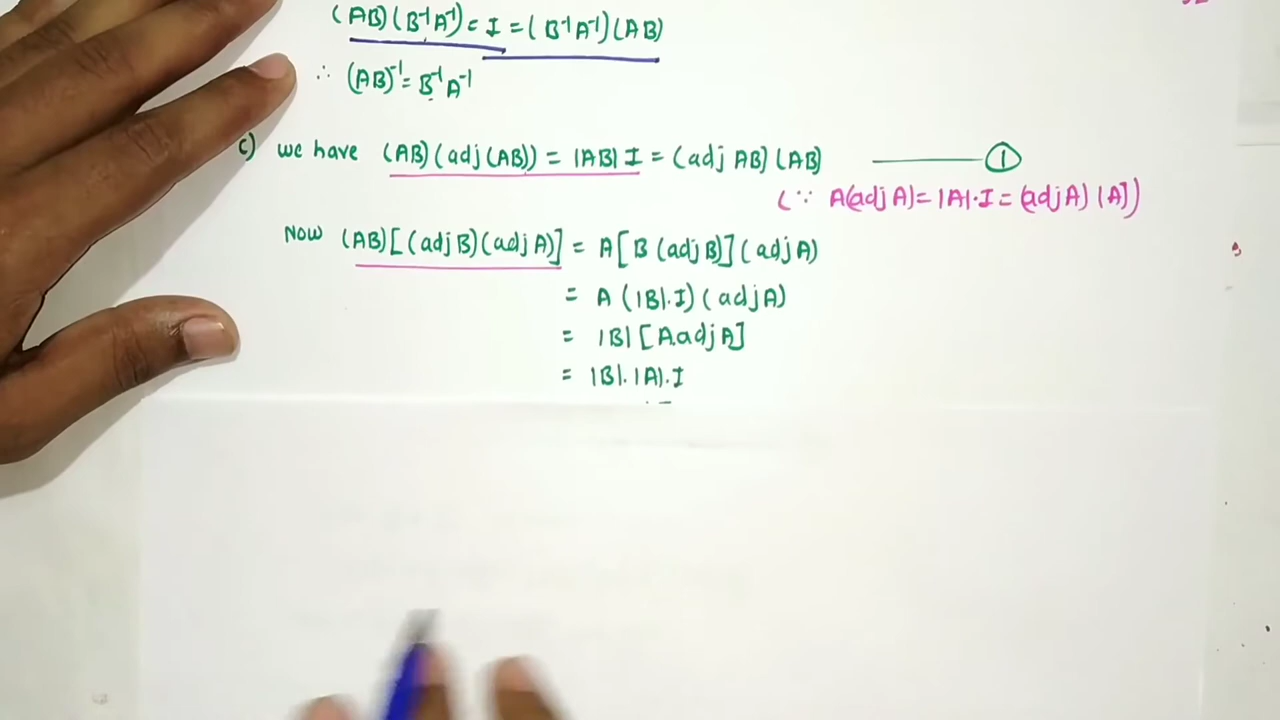 (AB)(B⁻¹A⁻¹) = I = (B⁻¹A⁻¹)(AB)
∴ (AB)⁻¹ = B⁻¹A⁻¹
c) we have (AB)(adj(AB)) = |AB| I = (adj AB)(AB) ——— ①
(∵ A(adj A) = |A|·I = (adj A) |A|)
Now (AB)[(adj B)(adj A)] = A[B(adj B)](adj A)
= A(|B|.I)(adj A)
= |B| [A.adj A]
= |B|.|A|.I